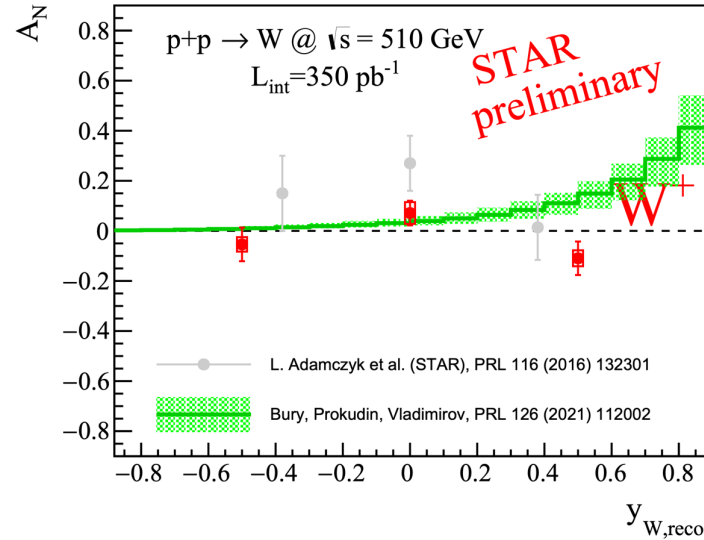 A_N
p+p → W @ √s = 510 GeV
L_int=350 pb⁻¹
STAR
preliminary
0.8
0.6
0.4
0.2
0
−0.2
−0.4
−0.6
−0.8
W⁺
L. Adamczyk et al. (STAR), PRL 116 (2016) 132301
Bury, Prokudin, Vladimirov, PRL 126 (2021) 112002
−0.8 −0.6 −0.4 −0.2 0 0.2 0.4 0.6 0.8
y_W,reco